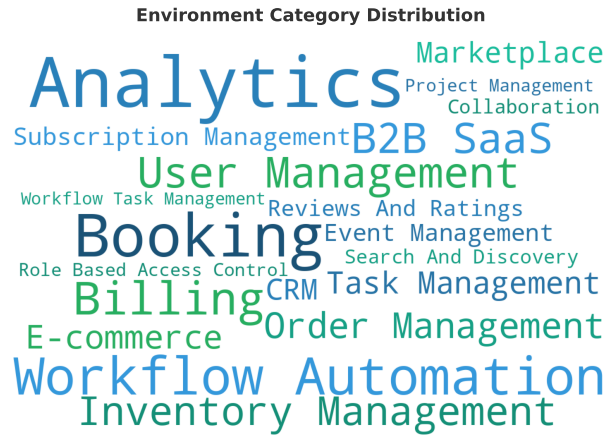 Environment Category Distribution
Marketplace
Analytics
Project Management
Collaboration
Subscription Management
B2B SaaS
User Management
Workflow Task Management
Reviews And Ratings
Booking
Event Management
Search And Discovery
Role Based Access Control
Billing
CRM
Task Management
E-commerce
Order Management
Workflow Automation
Inventory Management